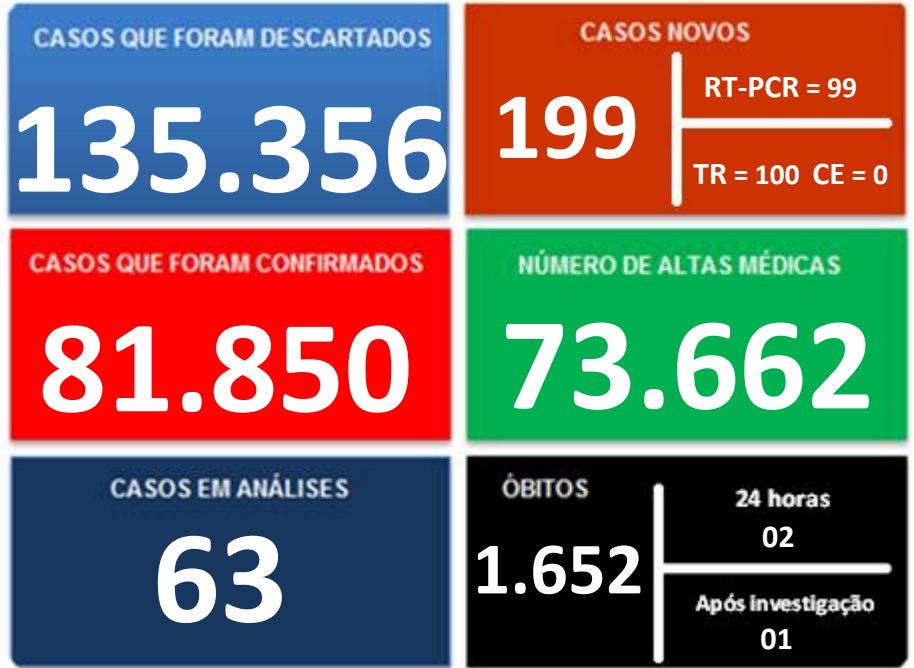 CASOS QUE FORAM DESCARTADOS
135.356
CASOS NOVOS
199
RT-PCR = 99
TR = 100 CE = 0
CASOS QUE FORAM CONFIRMADOS
81.850
NÚMERO DE ALTAS MÉDICAS
73.662
CASOS EM ANÁLISES
63
ÓBITOS
1.652
24 horas
02
Após investigação
01